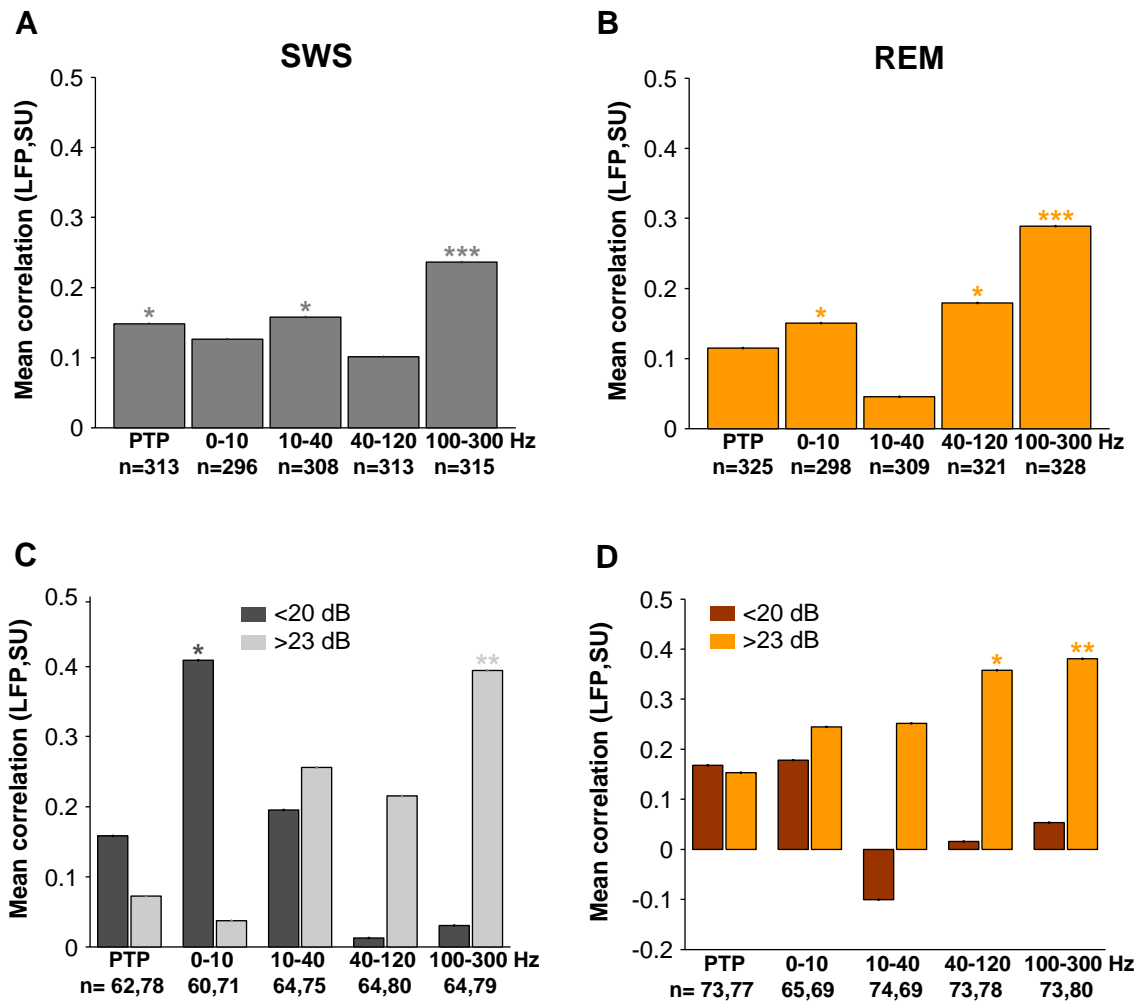 A
SWS
Mean correlation (LFP,SU)
0.5
0.4
0.3
0.2
0.1
0
*
*
***
PTP 0-10 10-40 40-120 100-300 Hz
n=313 n=296 n=308 n=313 n=315
B
REM
Mean correlation (LFP,SU)
0.5
0.4
0.3
0.2
0.1
0
*
*
***
PTP 0-10 10-40 40-120 100-300 Hz
n=325 n=298 n=309 n=321 n=328
C
Mean correlation (LFP,SU)
0.5
0.4
0.3
0.2
0.1
0
<20 dB
>23 dB
*
**
PTP 0-10 10-40 40-120 100-300 Hz
n= 62,78 60,71 64,75 64,80 64,79
D
Mean correlation (LFP,SU)
0.5
0.4
0.3
0.2
0.1
0
-0.1
-0.2
<20 dB
>23 dB
*
**
PTP 0-10 10-40 40-120 100-300 Hz
n= 73,77 65,69 74,69 73,78 73,80